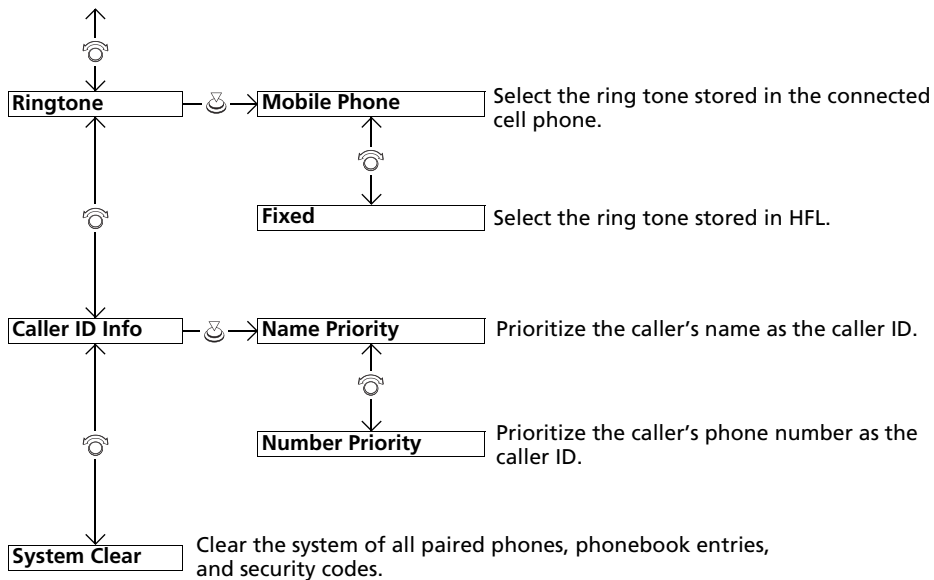 Ringtone
Mobile Phone
Select the ring tone stored in the connected
cell phone.
Fixed
Select the ring tone stored in HFL.
Caller ID Info
Name Priority
Prioritize the caller’s name as the caller ID.
Number Priority
Prioritize the caller’s phone number as the
caller ID.
System Clear
Clear the system of all paired phones, phonebook entries,
and security codes.